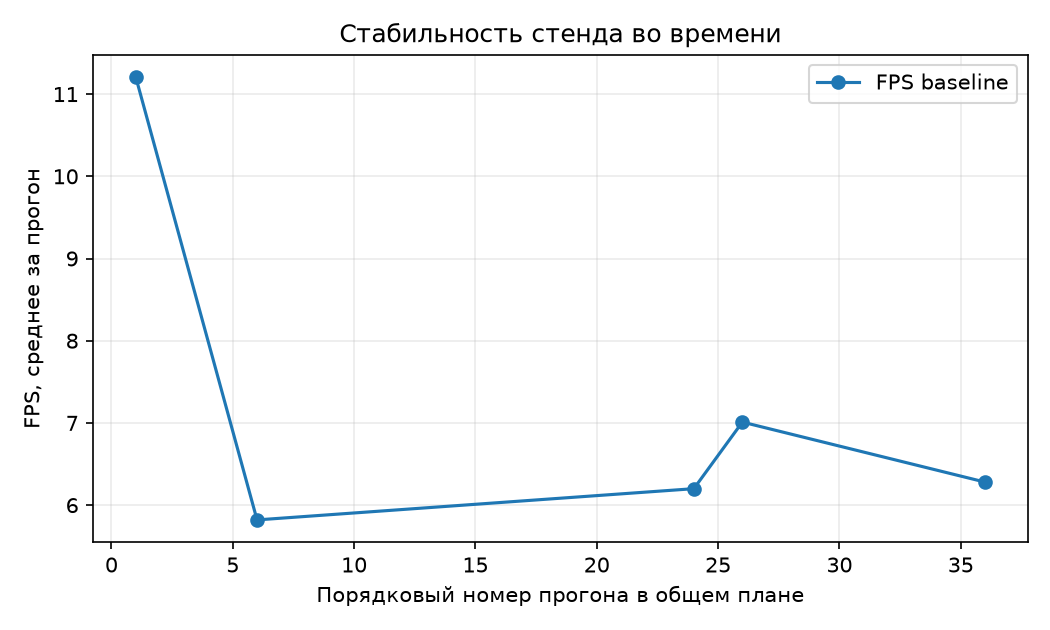 Стабильность стенда во времени
FPS baseline
FPS, среднее за прогон
11
10
9
8
7
6
0 5 10 15 20 25 30 35
Порядковый номер прогона в общем плане